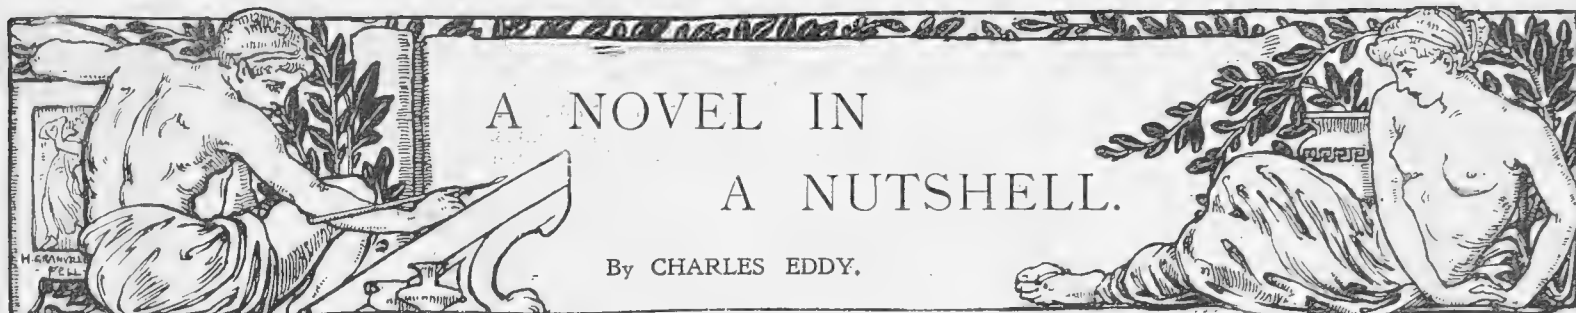 A NOVEL IN
A NUTSHELL.
By CHARLES EDDY.
H. GRANVILLE
FELL